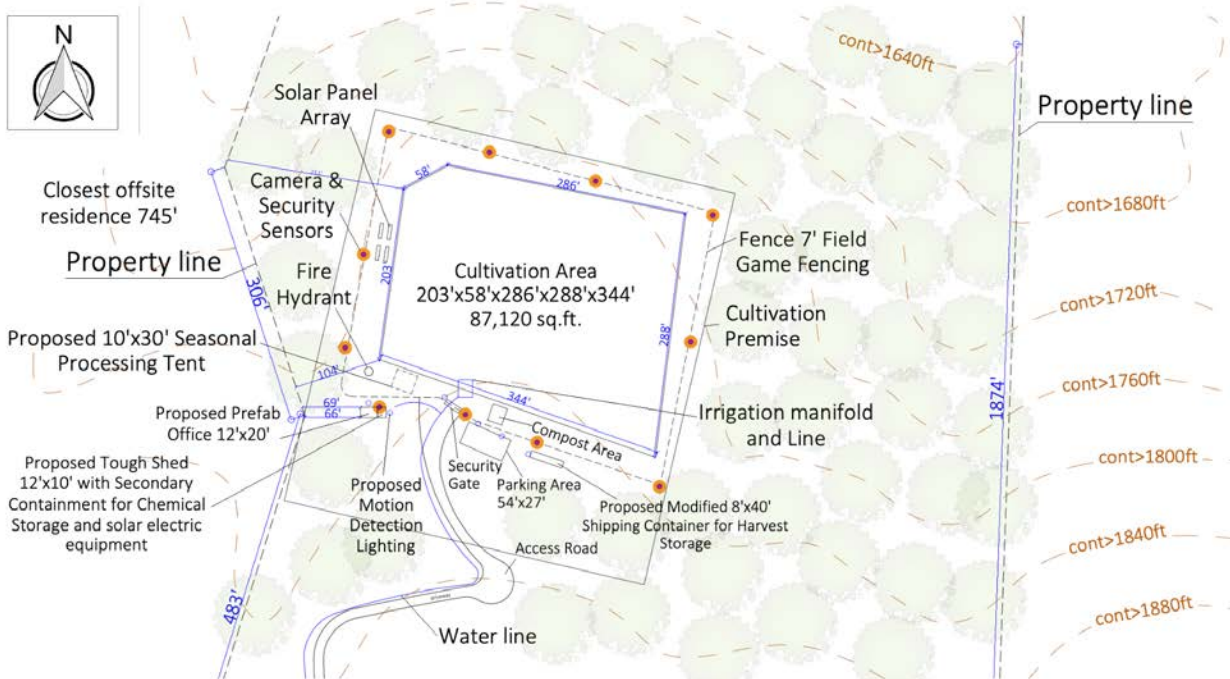 N
cont>1640ft
Solar Panel
Array
Property line
58'
286'
Closest offsite
residence 745'
Camera &
Security
Sensors
cont>1680ft
Property line
Fence 7' Field
Game Fencing
Fire
Hydrant
203'
Cultivation Area
203'x58'x286'x288'x344'
87,120 sq.ft.
306'
cont>1720ft
Cultivation
Premise
288'
Proposed 10'x30' Seasonal
Processing Tent
104'
cont>1760ft
1874'
344'
69'
66'
Proposed Prefab
Office 12'x20'
Irrigation manifold
and Line
Compost Area
Proposed Tough Shed
12'x10' with Secondary
Containment for Chemical
Storage and solar electric
equipment
Security
Gate
Parking Area
54'x27'
cont>1800ft
Proposed
Motion
Detection
Lighting
Proposed Modified 8'x40'
Shipping Container for Harvest
Storage
Access Road
cont>1840ft
483'
cont>1880ft
Water line